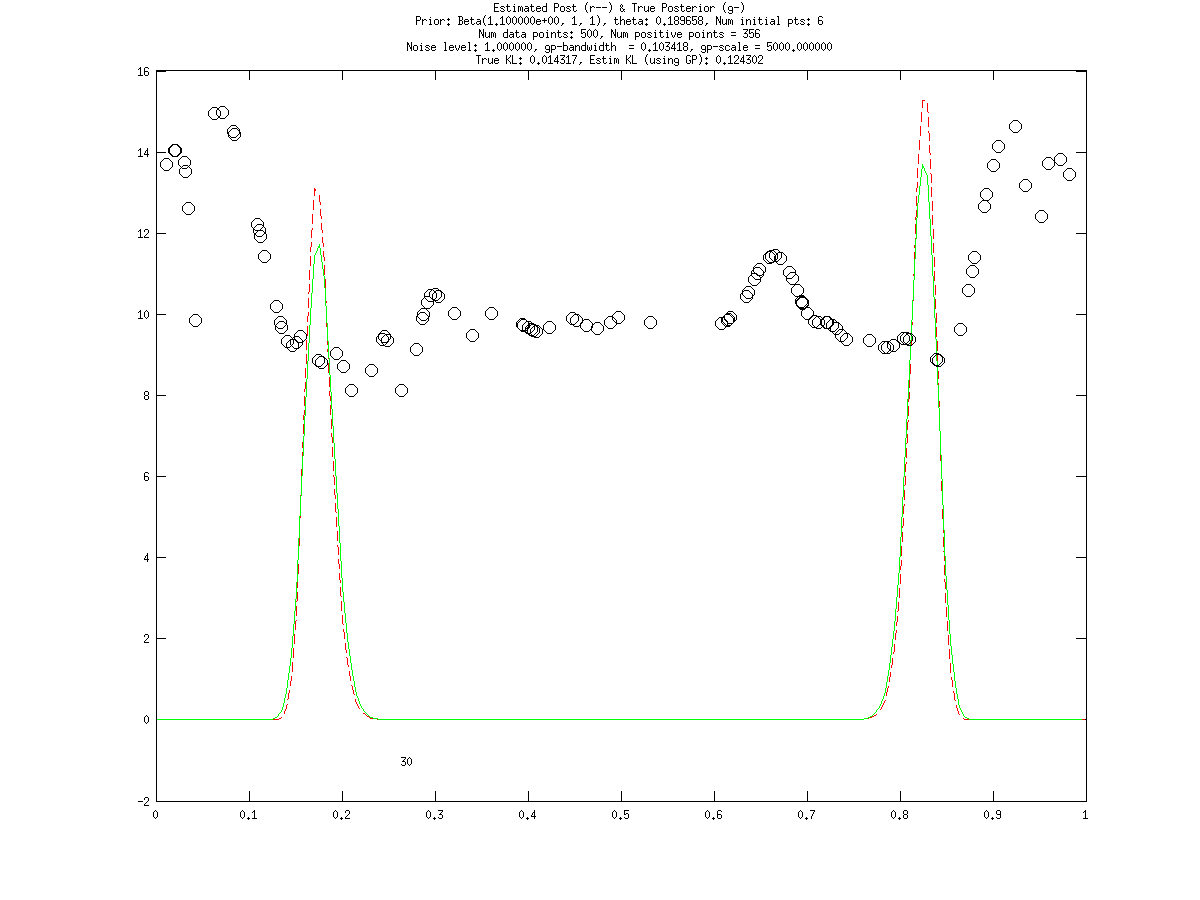 Estimated Post (r--) & True Posterior (g-)
Prior: Beta(1.100000e+00, 1, 1), theta: 0.189658, Num initial pts: 6
Num data points: 500, Num positive points = 356
Noise level: 1.000000, gp-bandwidth  = 0.103418, gp-scale = 5000.000000
True KL: 0.014317, Estim KL (using GP): 0.124302
16
14
12
10
8
6
4
2
0
30
-2
0 0.1 0.2 0.3 0.4 0.5 0.6 0.7 0.8 0.9 1